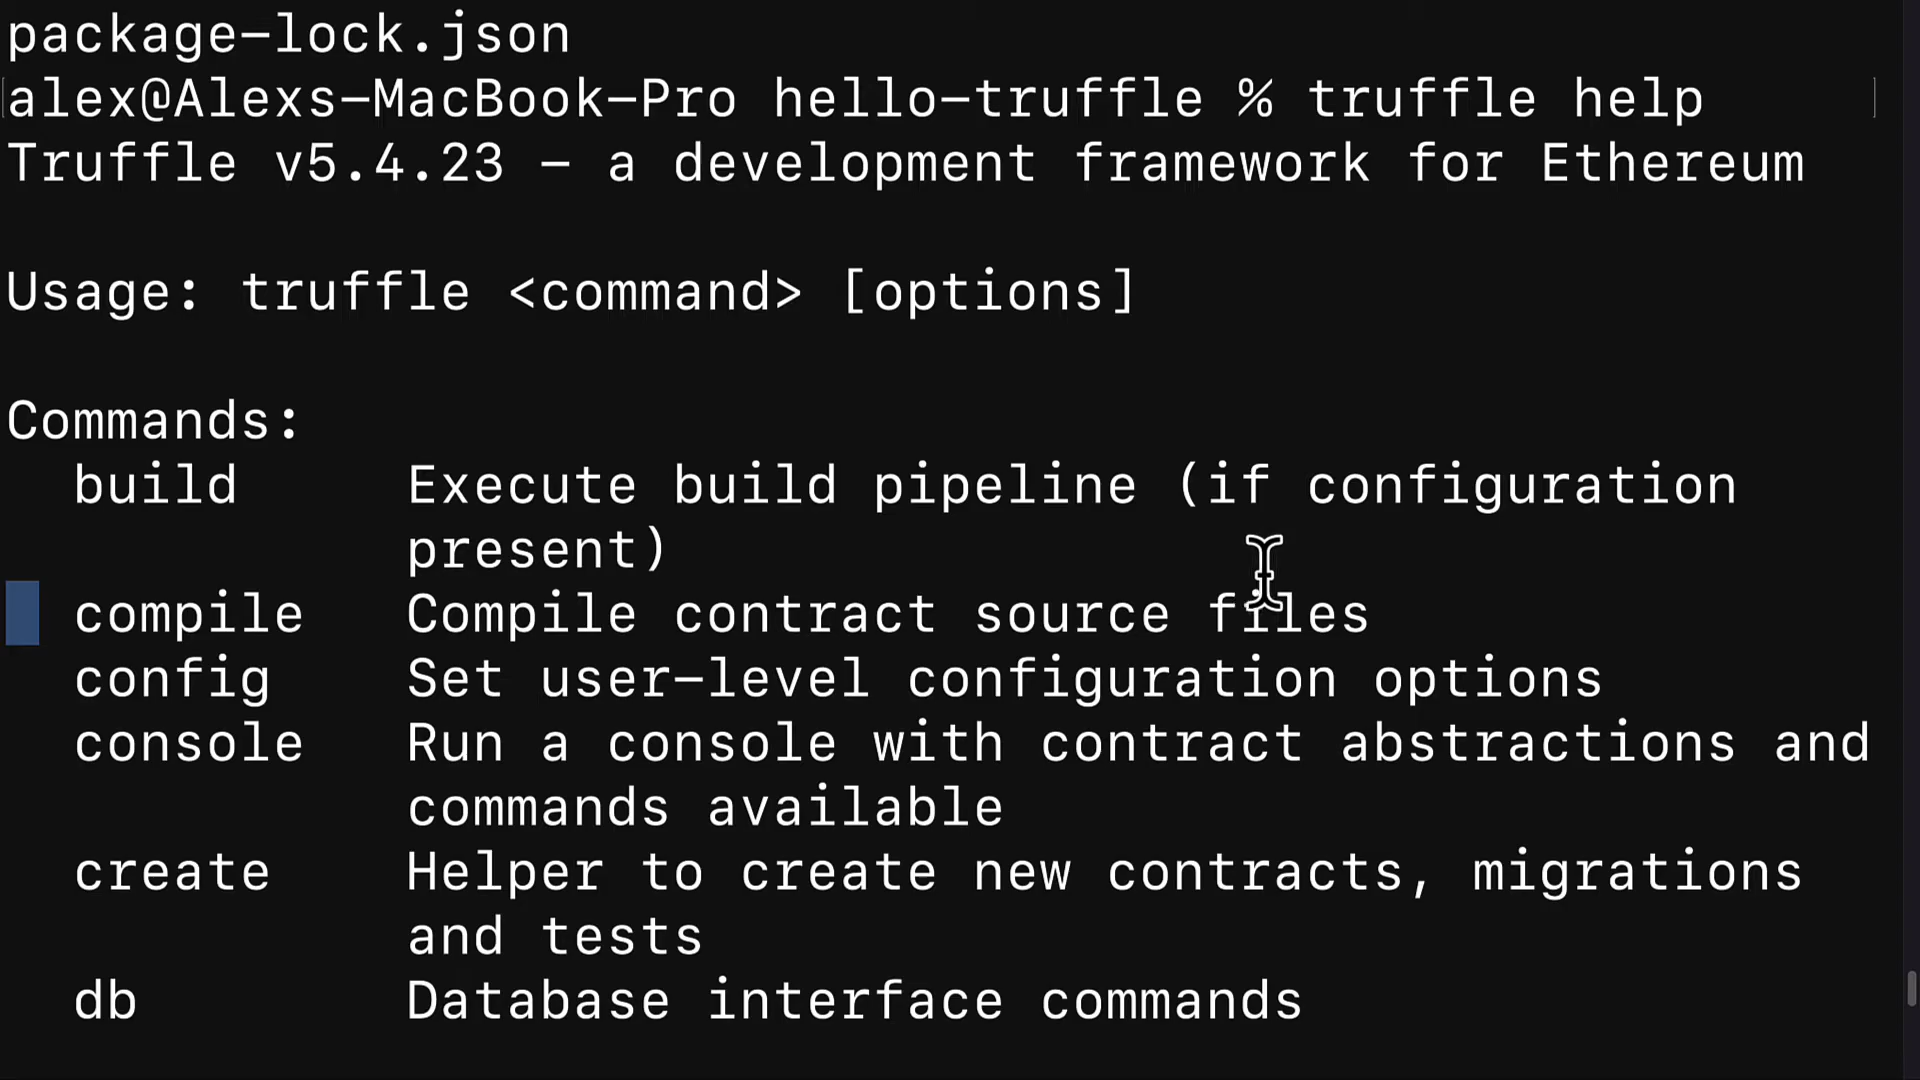 package-lock.json
alex@Alexs-MacBook-Pro hello-truffle % truffle help
Truffle v5.4.23 - a development framework for Ethereum
Usage: truffle <command> [options]
Commands:
build Execute build pipeline (if configuration
present)
compile Compile contract source files
config Set user-level configuration options
console Run a console with contract abstractions and
commands available
create Helper to create new contracts, migrations
and tests
db Database interface commands